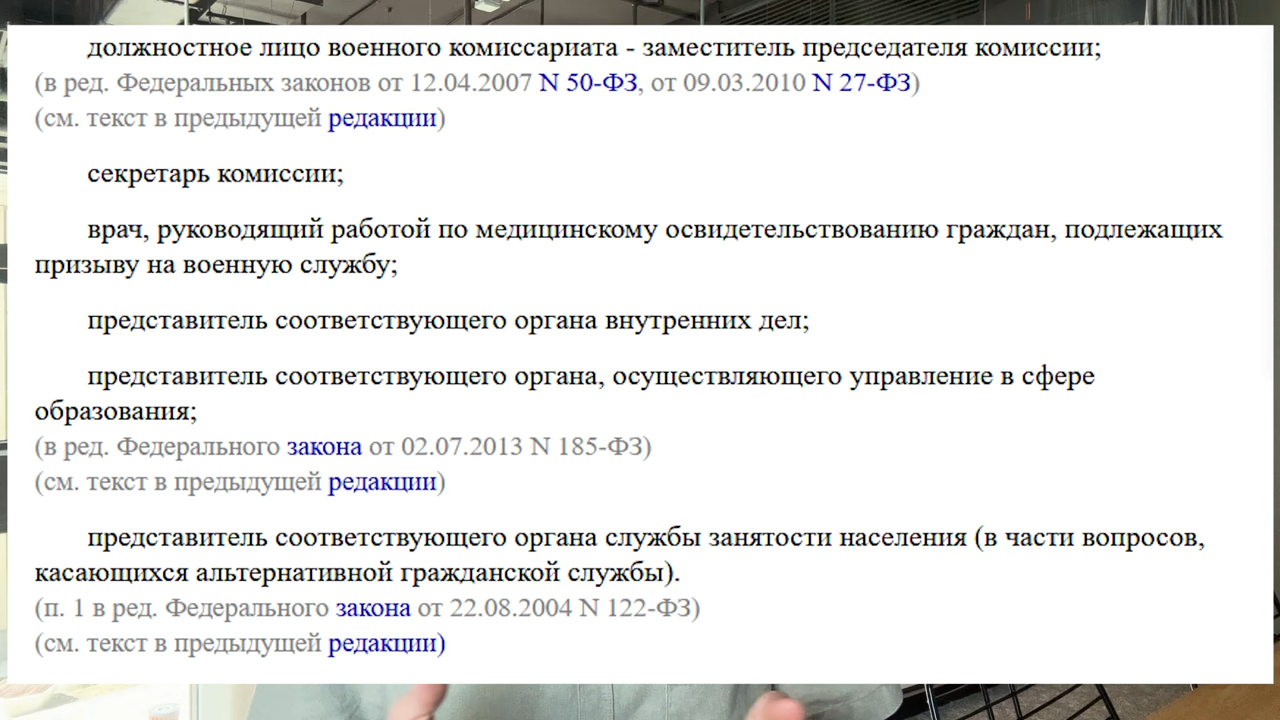 должностное лицо военного комиссариата - заместитель председателя комиссии;
(в ред. Федеральных законов от 12.04.2007 N 50-ФЗ, от 09.03.2010 N 27-ФЗ)
(см. текст в предыдущей редакции)
секретарь комиссии;
врач, руководящий работой по медицинскому освидетельствованию граждан, подлежащих
призыву на военную службу;
представитель соответствующего органа внутренних дел;
представитель соответствующего органа, осуществляющего управление в сфере
образования;
(в ред. Федерального закона от 02.07.2013 N 185-ФЗ)
(см. текст в предыдущей редакции)
представитель соответствующего органа службы занятости населения (в части вопросов,
касающихся альтернативной гражданской службы).
(п. 1 в ред. Федерального закона от 22.08.2004 N 122-ФЗ)
(см. текст в предыдущей редакции)